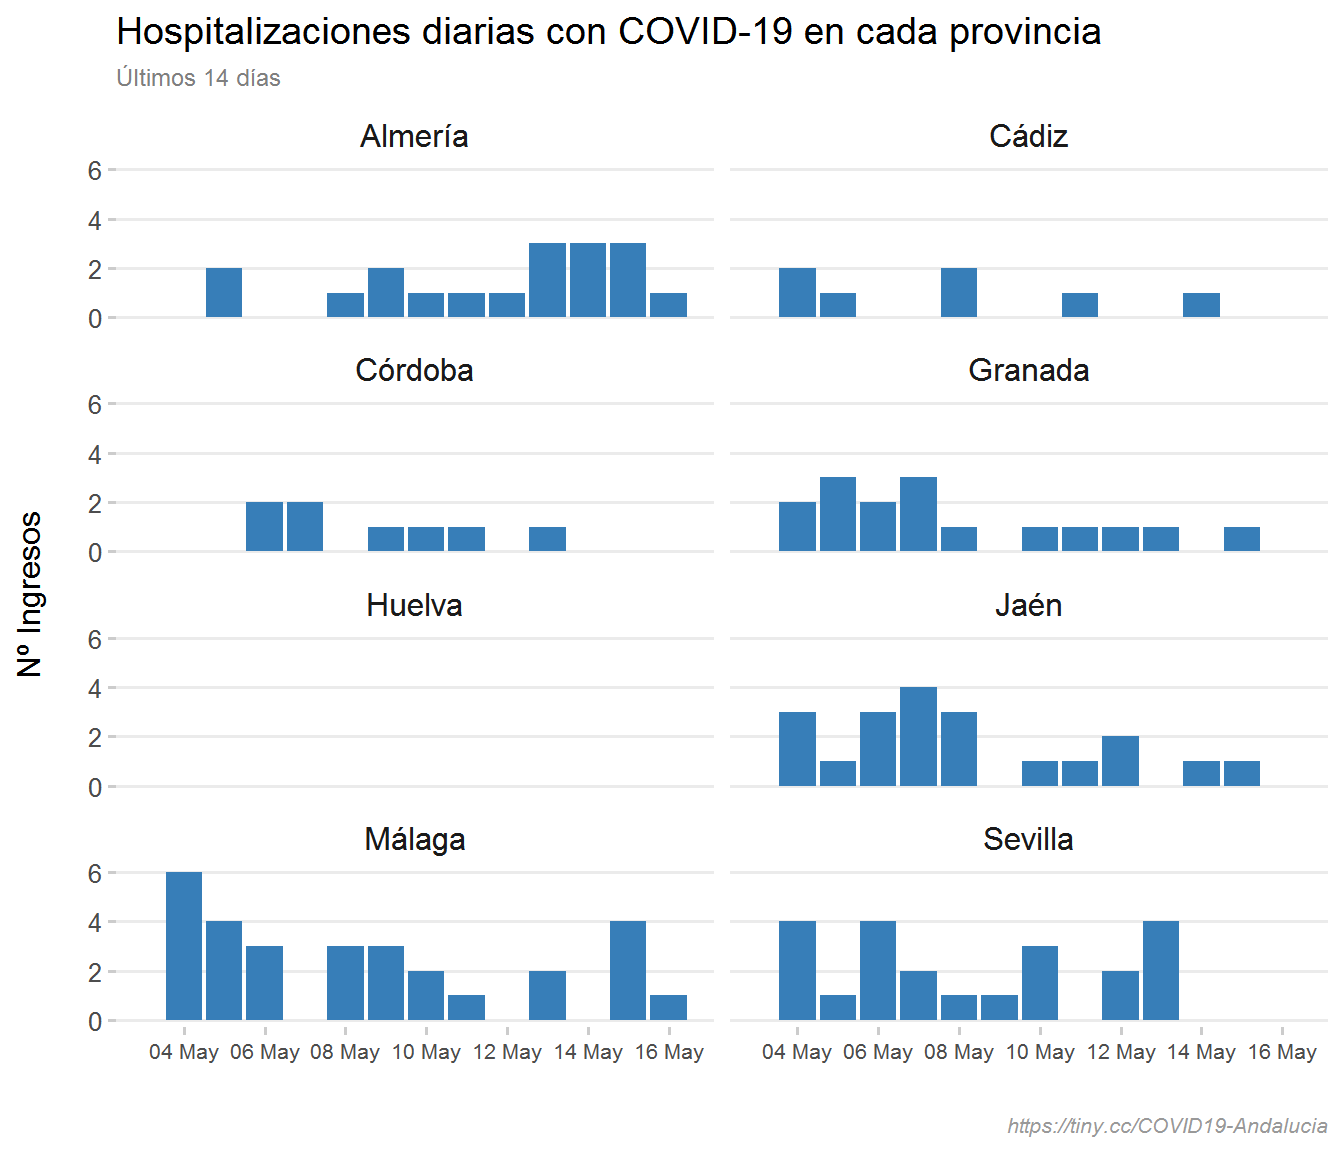 Hospitalizaciones diarias con COVID-19 en cada provincia
Últimos 14 días
Almería
Cádiz
6
4
2
0
Córdoba
Granada
6
4
2
0
Nº Ingresos
Huelva
Jaén
6
4
2
0
Málaga
Sevilla
6
4
2
0
04 May 06 May 08 May 10 May 12 May 14 May 16 May
04 May 06 May 08 May 10 May 12 May 14 May 16 May
https://tiny.cc/COVID19-Andalucia